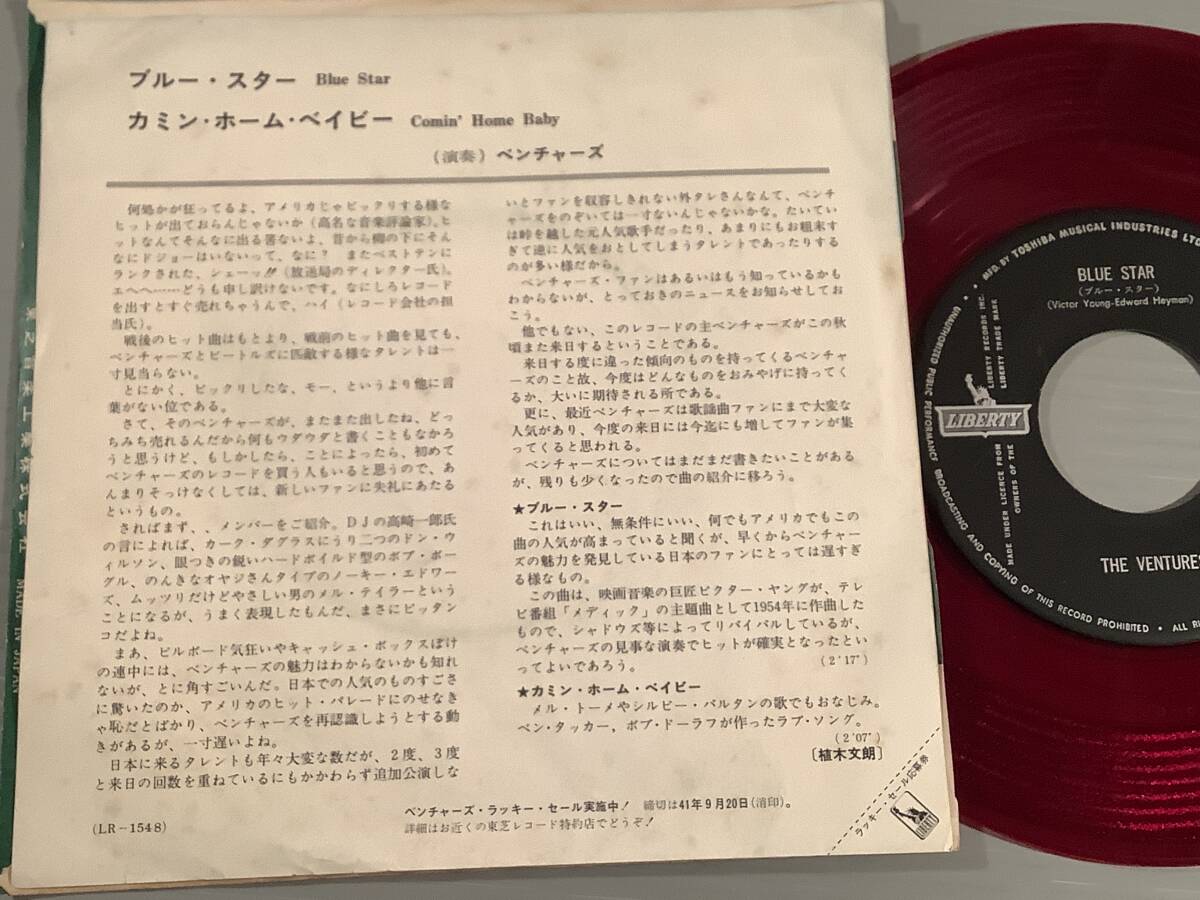 ブルー・スター Blue Star
カミン・ホーム・ベイビー Comin' Home Baby
(演奏) ベンチャーズ
何処かが狂ってるよ、アメリカじゃビックリする様な
ヒットが出ておらんじゃないか(高名な音楽評論家)。ヒ
ットなんてそんなに出る筈ないよ、昔から柳の下にそん
なにドジョーはいないって、なに? またベストテンに
ランクされた、シェーッ!!(放送局のディレクター氏)。
エヘヘ……どうも申し訳けないです。なにしろレコード
を出すとすぐ売れちゃうんで、ハイ(レコード会社の担
当氏)。
戦後のヒット曲はもとより、戦前のヒット曲を見ても、
ベンチャーズとビートルズに匹敵する様なタレントは一
寸見当らない。
とにかく、ビックリしたな、モー、というより他に言
葉がない位である。
さて、そのベンチャーズが、またまた出したね、どっ
ちみち売れるんだから何もウダウダと書くこともなかろ
うと思うけど、もしかしたら、ことによったら、初めて
ベンチャーズのレコードを買う人もいると思うので、あ
んまりそっけなくしては、新しいファンに失礼にあたる
というもの。
さればまず、、メンバーをご紹介。DJの高崎一郎氏
の言によれば、カーク・ダグラスにうり二つのドン・ウ
ィルソン、眼つきの鋭いハードボイルド型のボブ・ボー
グル、のんきなオヤジさんタイプのノーキー・エドワー
ズ、ムッツリだけどやさしい男のメル・テイラーという
ことになるが、うまく表現したもんだ、まさにピッタン
コだよね。
まあ、ビルボード気狂いやキャッシュ・ボックスぼけ
の連中には、ベンチャーズの魅力はわからないかも知れ
ないが、とに角すごいんだ。日本での人気のものすごさ
に驚いたのか、アメリカのヒット・パレードにのせなき
ゃ恥だとばかり、ベンチャーズを再認識しようとする動
きがあるが、一寸遅いよね。
日本に来るタレントも年々大変な数だが、2度、3度
と来日の回数を重ねているにもかかわらず追加公演しな
いとファンを収容しきれない外タレさんなんて、ベンチ
ャーズをのぞいては一寸ないんじゃないかな。たいてい
は峠を越した元人気歌手だったり、あまりにもお粗末す
ぎて逆に人気をおとしてしまうタレントであったりする
のが多い様だから。
ベンチャーズ・ファンはあるいはもう知っているかも
わからないが、とっておきのニュースをお知らせしてお
こう。
他でもない、このレコードの主ベンチャーズがこの秋
頃また来日するということである。
来日する度に違った傾向のものを持ってくるベンチャ
ーズのこと故、今度はどんなものをおみやげに持ってく
るか、大いに期待される所である。
更に、最近ベンチャーズは歌謡曲ファンにまで大変な
人気があり、今度の来日には今迄にも増してファンが集
ってくると思われる。
ベンチャーズについてはまだまだ書きたいことがある
が、残りも少くなったので曲の紹介に移ろう。
★ブルー・スター
これはいい、無条件にいい、何でもアメリカでもこの
曲の人気が高まっていると聞くが、早くからベンチャー
ズの魅力を発見している日本のファンにとっては遅すぎ
る様なもの。
この曲は、映画音楽の巨匠ビクター・ヤングが、テレ
ビ番組「メディック」の主題曲として1954年に作曲した
もので、シャドウズ等によってリバイバルしているが、
ベンチャーズの見事な演奏でヒットが確実となったとい
ってよいであろう。
(2'17")
★カミン・ホーム・ベイビー
メル・トーメやシルビー・バルタンの歌でもおなじみ。
ベン・タッカー、ボブ・ドーラフが作ったラブ・ソング。
(2'07")
〔植木文朗〕
ベンチャーズ・ラッキー・セール実施中! 締切は41年9月20日(消印)。
(LR-1548)
詳細はお近くの東芝レコード特約店でどうぞ!
ラッキー・セール応募券
LIBERTY
東芝音楽工業株式会社 MADE IN JAPAN
MFD. BY TOSHIBA MUSICAL INDUSTRIES LTD
BLUE STAR
(ブルー・スター)
(Victor Young-Edward Heyman)
LIBERTY RECORDS INC.
LIBERTY TRADE MARK
LIBERTY
MADE UNDER LICENCE FROM
OWNERS OF THE
THE VENTURES
UNAUTHORIZED PUBLIC PERFORMANCE BROADCASTING AND COPYING OF THIS RECORD PROHIBITED • ALL